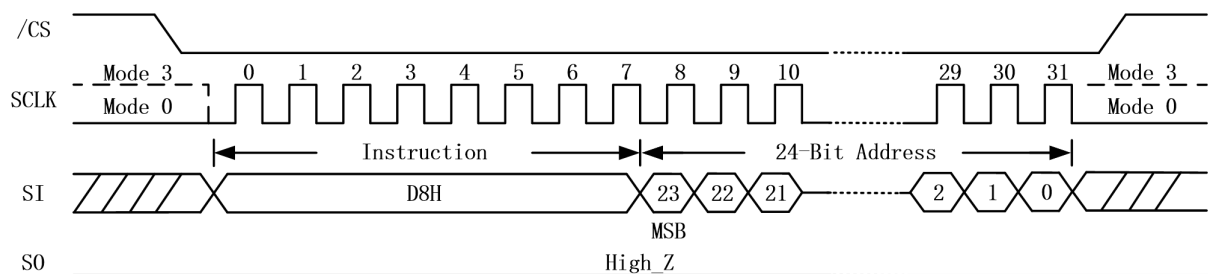 /CS
Mode 3 0 1 2 3 4 5 6 7 8 9 10 29 30 31 Mode 3
SCLK
Mode 0 Mode 0
Instruction 24-Bit Address
SI D8H 23 22 21 2 1 0
MSB
SO High_Z